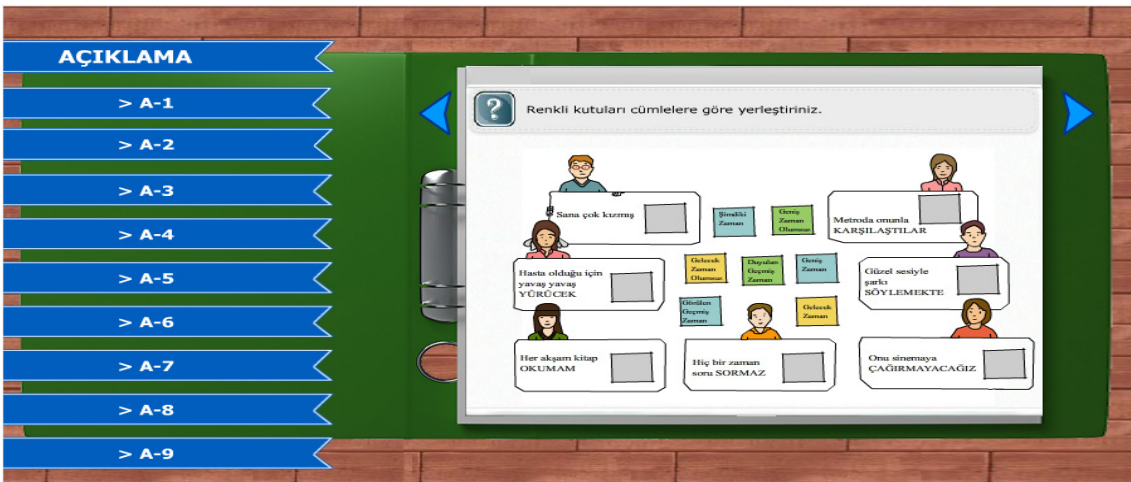 AÇIKLAMA
> A-1
> A-2
> A-3
> A-4
> A-5
> A-6
> A-7
> A-8
> A-9
?
Renkli kutuları cümlelere göre yerleştiriniz.
Sana çok kızmış
Şimdiki
Zaman
Geniş
Zaman
Olumsuz
Metroda onunla
KARŞILAŞTILAR
Hasta olduğu için
yavaş yavaş
YÜRÜCEK
Gelecek
Zaman
Olumsuz
Duyulan
Geçmiş
Zaman
Geniş
Zaman
Güzel sesiyle
şarkı
SÖYLEMEKTE
Görülen
Geçmiş
Zaman
Gelecek
Zaman
Her akşam kitap
OKUMAM
Hiç bir zaman
soru SORMAZ
Onu sinemaya
ÇAĞIRMAYACAĞIZ